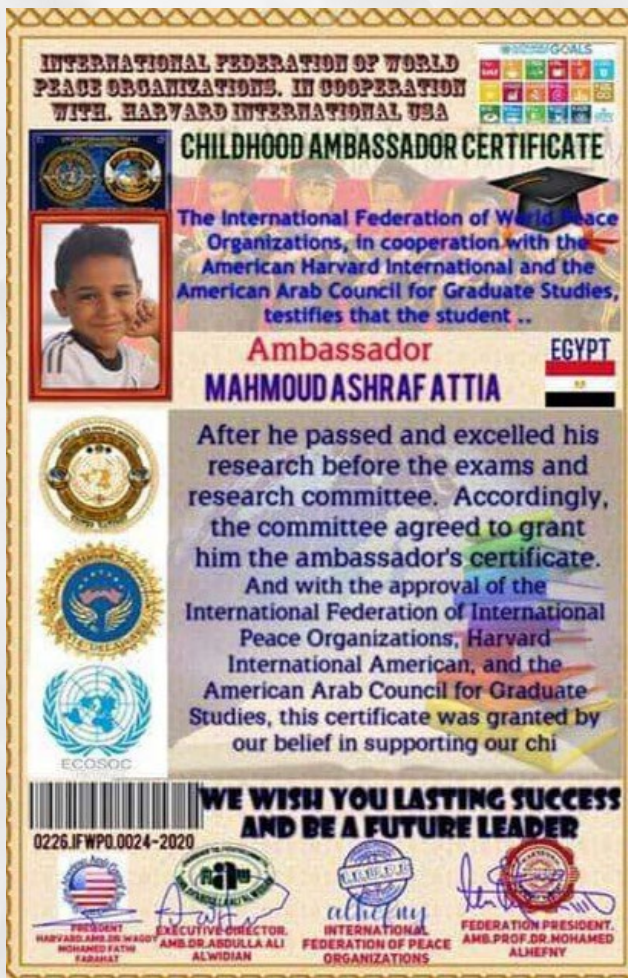 INTERNATIONAL FEDERATION OF WORLD
PEACE ORGANIZATIONS. IN COOPERATION
WITH. HARVARD INTERNATIONAL USA
GOALS
CHILDHOOD AMBASSADOR CERTIFICATE
The International Federation of World Peace
Organizations, in cooperation with the
American Harvard International and the
American Arab Council for Graduate Studies,
testifies that the student ..
Ambassador
EGYPT
MAHMOUD ASHRAF ATTIA
After he passed and excelled his
research before the exams and
research committee. Accordingly,
the committee agreed to grant
him the ambassador's certificate.
And with the approval of the
International Federation of International
Peace Organizations, Harvard
International American, and the
American Arab Council for Graduate
Studies, this certificate was granted by
our belief in supporting our chi
ECOSOC
WE WISH YOU LASTING SUCCESS
AND BE A FUTURE LEADER
0226.IFWPO.0024-2020
PRESIDENT
HARVARD.AMB.DR.WAGDY
MOHAMED FATHI
FARAHAT
EXECUTIVE DIRECTOR.
AMB.DR.ABDULLA ALI
ALWIDIAN
alhefny
INTERNATIONAL
FEDERATION OF PEACE
ORGANIZATIONS
FEDERATION PRESIDENT.
AMB.PROF.DR.MOHAMED
ALHEFNY